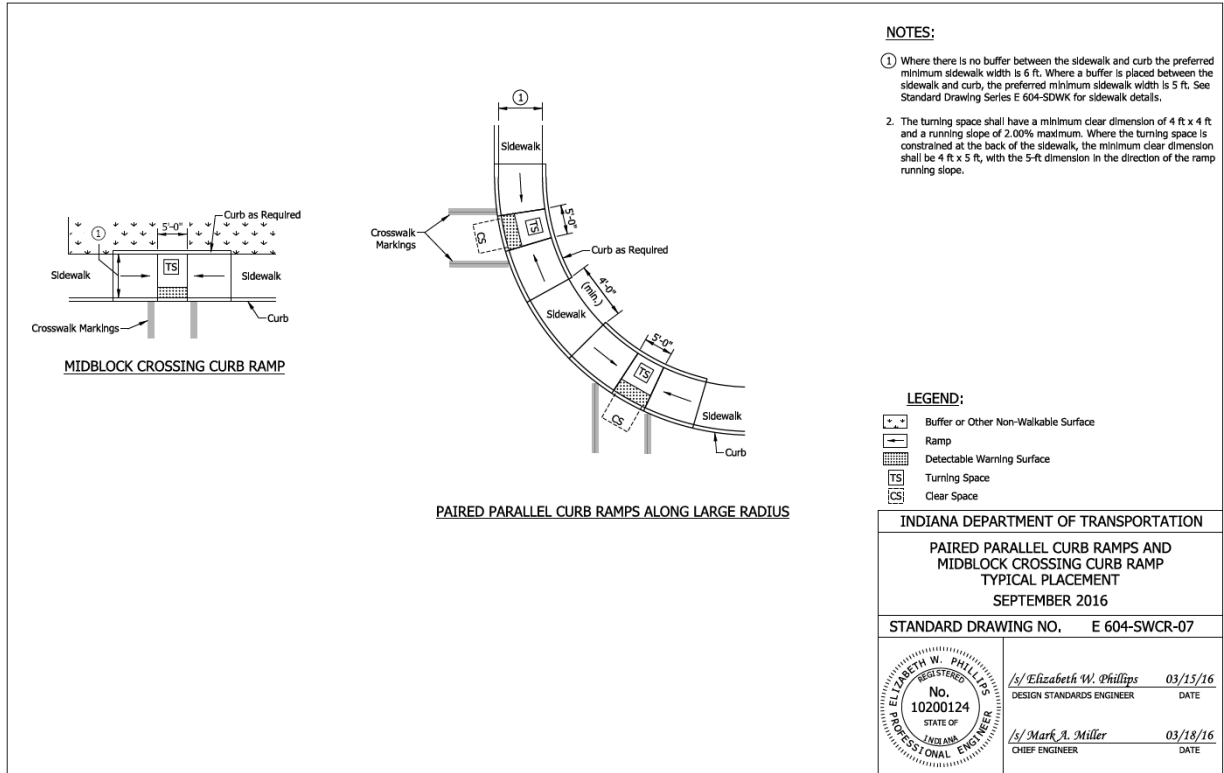 NOTES:
1 Where there is no buffer between the sidewalk and curb the preferred
minimum sidewalk width is 6 ft. Where a buffer is placed between the
sidewalk and curb, the preferred minimum sidewalk width is 5 ft. See
Standard Drawing Series E 604-SDWK for sidewalk details.
2. The turning space shall have a minimum clear dimension of 4 ft x 4 ft
and a running slope of 2.00% maximum. Where the turning space is
constrained at the back of the sidewalk, the minimum clear dimension
shall be 4 ft x 5 ft, with the 5-ft dimension in the direction of the ramp
running slope.
Curb as Required
1
5'-0"
TS
Sidewalk
Sidewalk
Curb
Crosswalk Markings
MIDBLOCK CROSSING CURB RAMP
1
Sidewalk
5'-0"
TS
CS
Crosswalk
Markings
Curb as Required
4'-0"
(min.)
Sidewalk
5'-0"
TS
CS
Sidewalk
Curb
PAIRED PARALLEL CURB RAMPS ALONG LARGE RADIUS
LEGEND:
Buffer or Other Non-Walkable Surface
Ramp
Detectable Warning Surface
TS Turning Space
CS Clear Space
INDIANA DEPARTMENT OF TRANSPORTATION
PAIRED PARALLEL CURB RAMPS AND
MIDBLOCK CROSSING CURB RAMP
TYPICAL PLACEMENT
SEPTEMBER 2016
STANDARD DRAWING NO. E 604-SWCR-07
ELIZABETH W. PHILLIPS
REGISTERED
No.
10200124
STATE OF
INDIANA
PROFESSIONAL ENGINEER
/s/ Elizabeth W. Phillips 03/15/16
DESIGN STANDARDS ENGINEER DATE
/s/ Mark A. Miller 03/18/16
CHIEF ENGINEER DATE